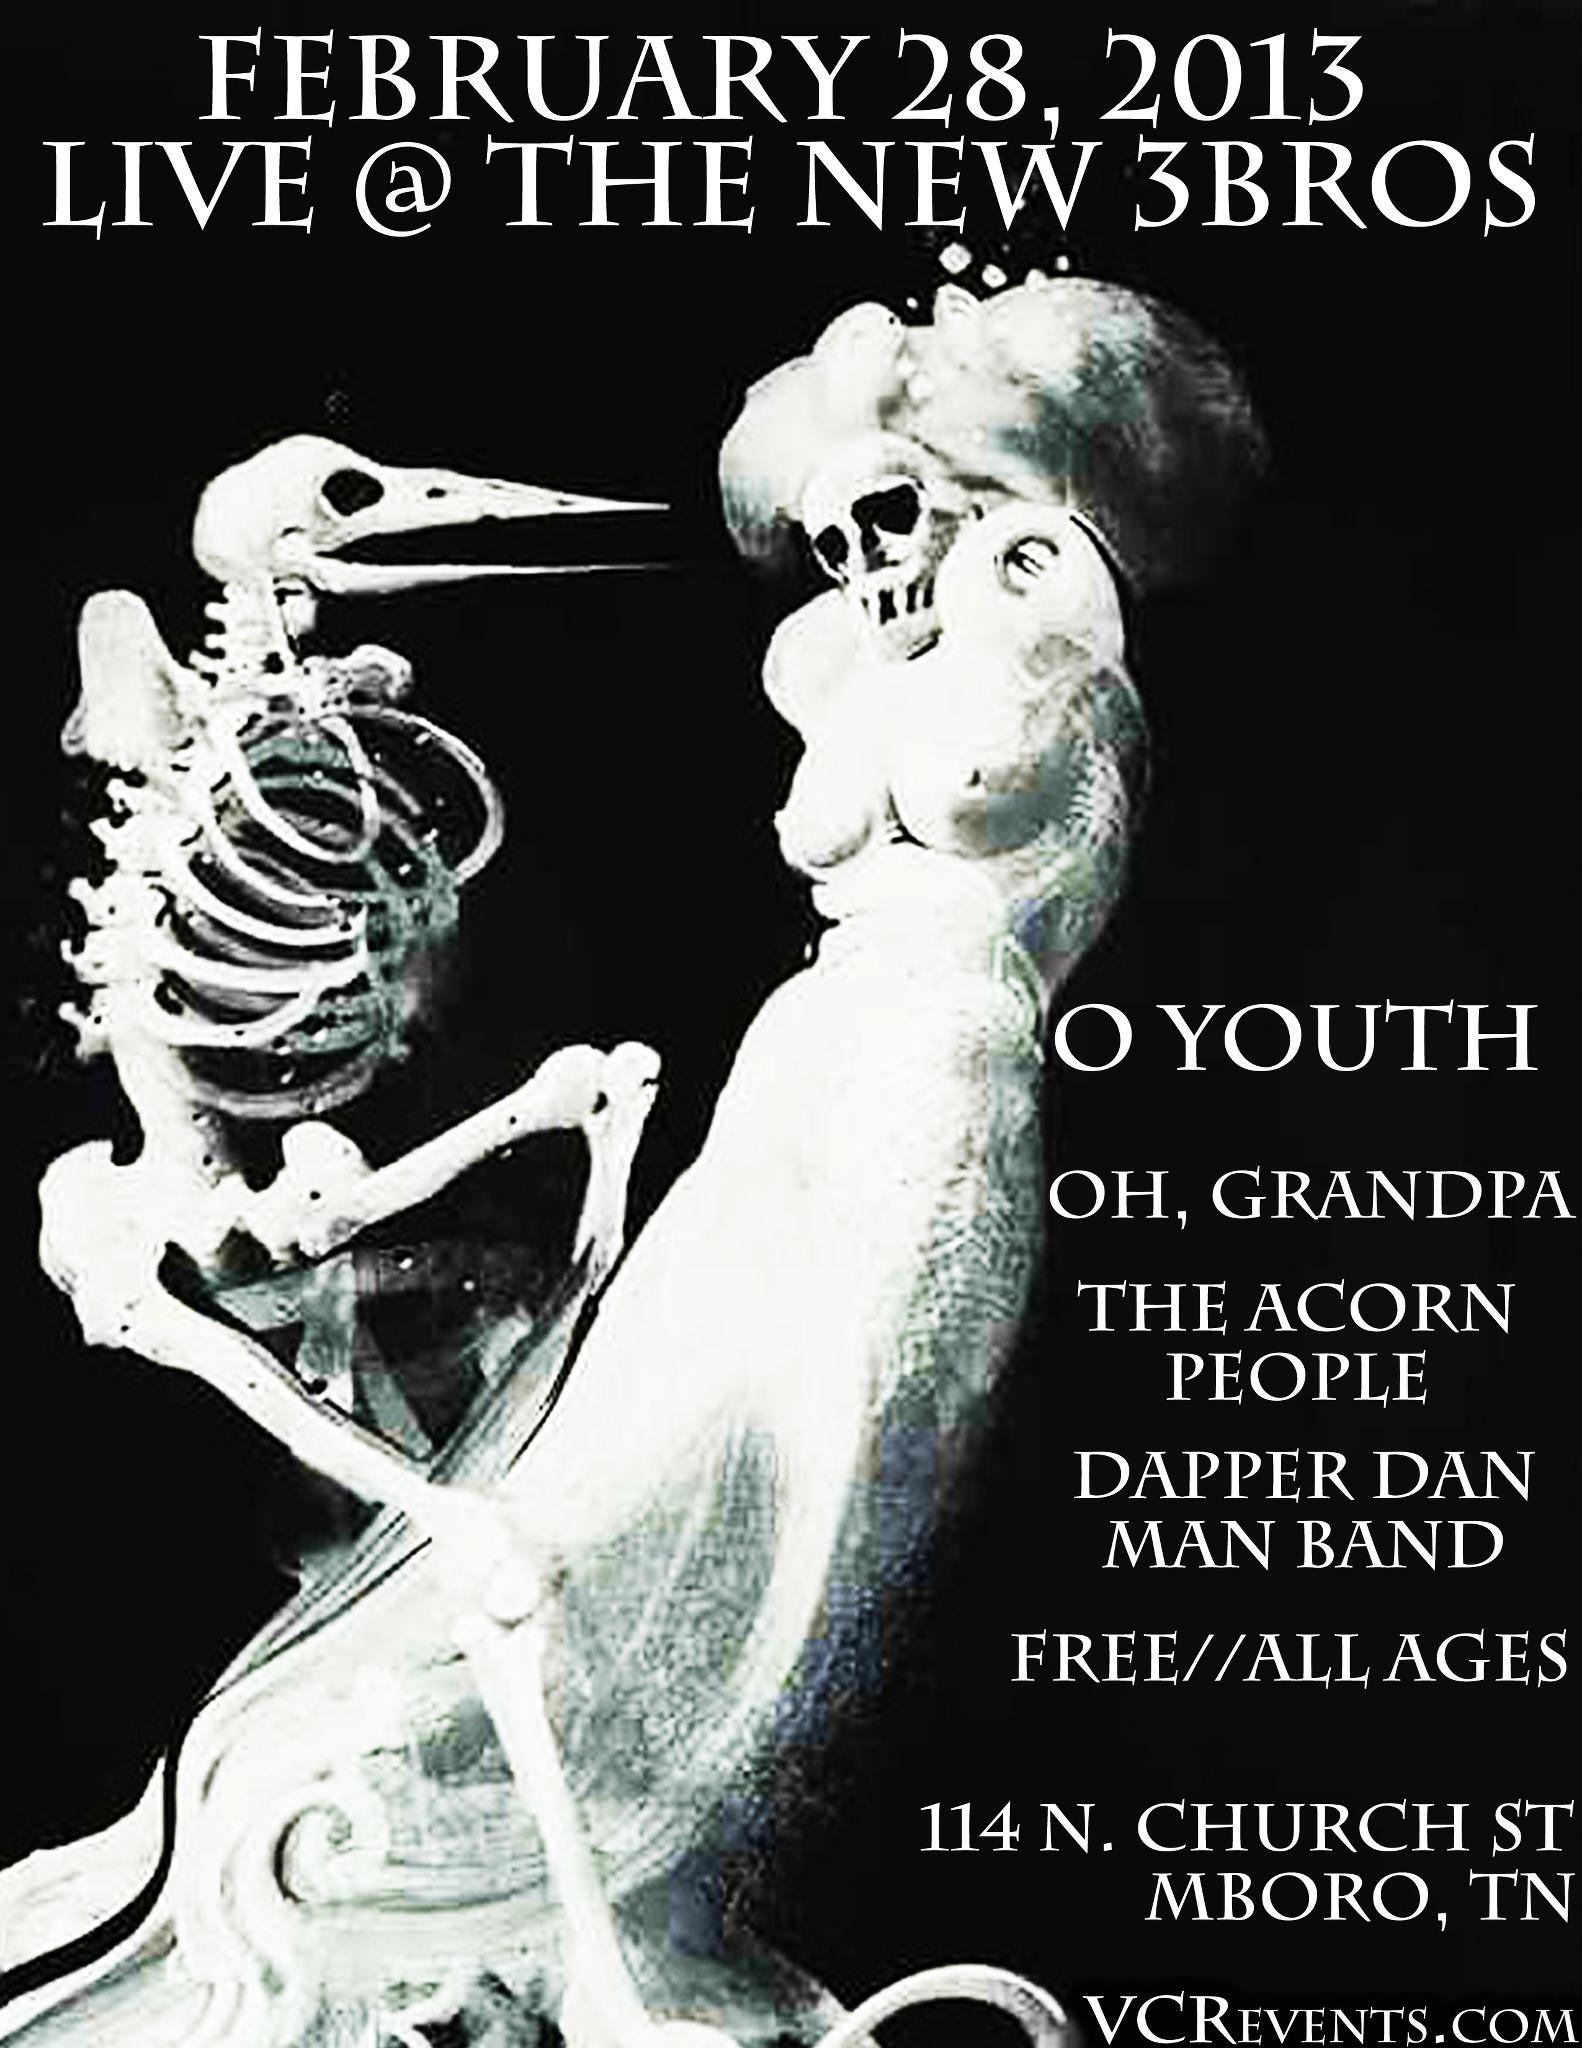 FEBRUARY 28, 2013
LIVE @ THE NEW 3BROS
O YOUTH
OH, GRANDPA
THE ACORN
PEOPLE
DAPPER DAN
MAN BAND
FREE//ALL AGES
114 N. CHURCH ST
MBORO, TN
VCREVENTS.COM